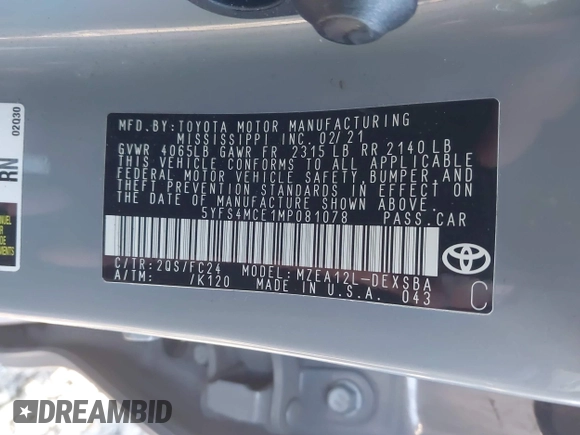 MFD.BY:TOYOTA MOTOR MANUFACTURING
MISSISSIPPI INC. 02/21
GVWR 4065LB GAWR FR 2315 LB RR 2140 LB
THIS VEHICLE CONFORMS TO ALL APPLICABLE
FEDERAL MOTOR VEHICLE SAFETY, BUMPER,AND
THEFT PREVENTION STANDARDS IN EFFECT ON
THE DATE OF MANUFACTURE SHOWN ABOVE.
5YFS4MCE1MP081078 PASS.CAR
C/TR:2QS/FC24 MODEL:MZEA12L-DEXSBA
A/TM: /K120 MADE IN U.S.A. 043
C
RN
02030
DREAMBID